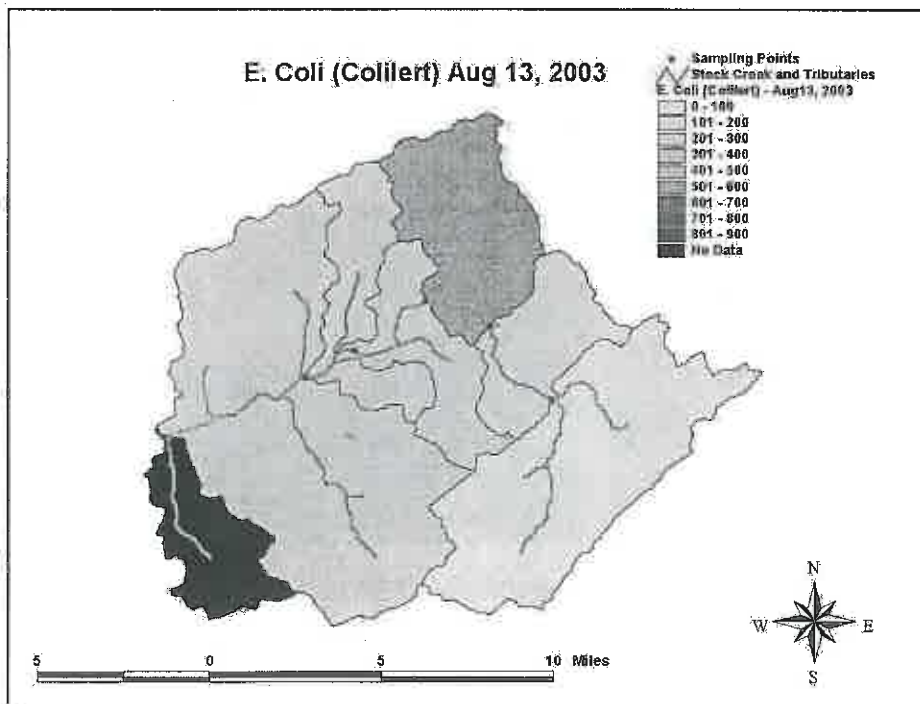 E. Coli (Colilert) Aug 13, 2003
Sampling Points
Stock Creek and Tributaries
E. Coli (Colilert) - Aug13, 2003
0 - 100
101 - 200
201 - 300
301 - 400
401 - 500
501 - 600
601 - 700
701 - 800
801 - 900
No Data
N
W
E
S
5
0
5
10
Miles